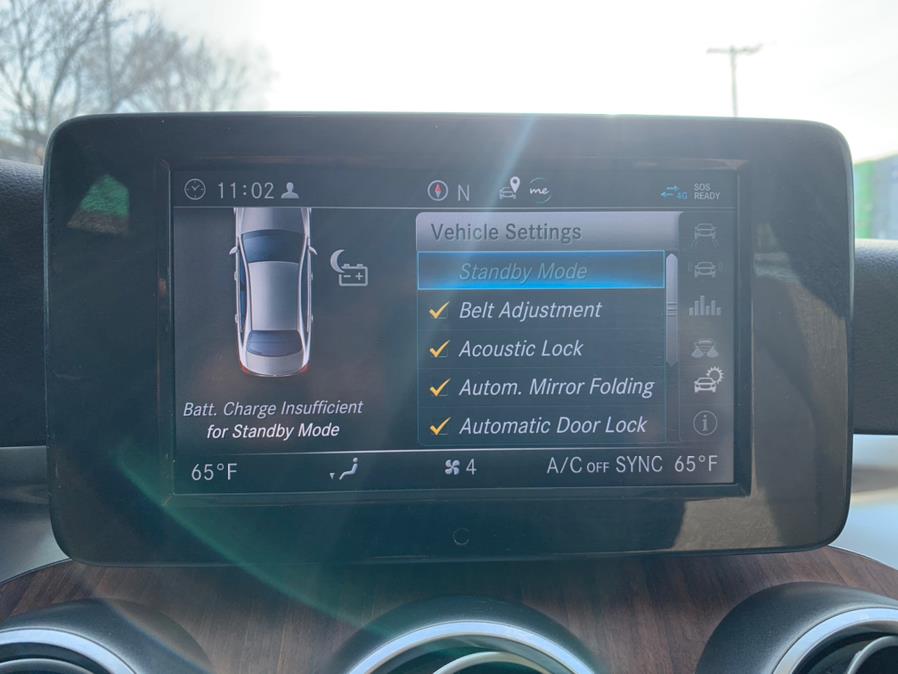 11:02
N
me
4G
SOS
READY
Vehicle Settings
Standby Mode
Belt Adjustment
Acoustic Lock
Autom. Mirror Folding
Automatic Door Lock
Batt. Charge Insufficient
for Standby Mode
65°F
4
A/C OFF SYNC 65°F